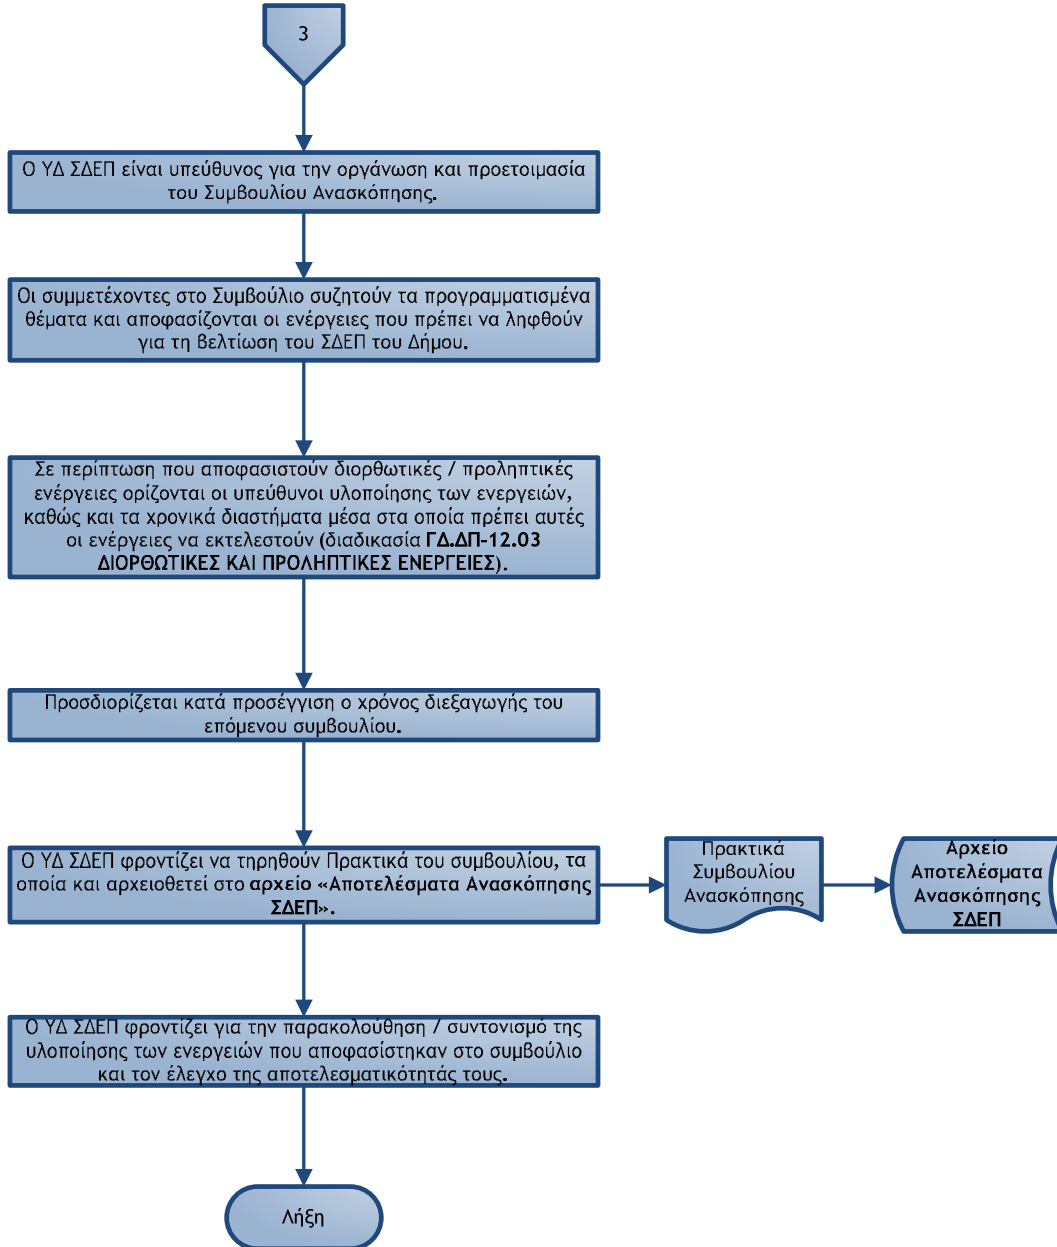 3
Ο ΥΔ ΣΔΕΠ είναι υπεύθυνος για την οργάνωση και προετοιμασία
του Συμβουλίου Ανασκόπησης.
Οι συμμετέχοντες στο Συμβούλιο συζητούν τα προγραμματισμένα
θέματα και αποφασίζονται οι ενέργειες που πρέπει να ληφθούν
για τη βελτίωση του ΣΔΕΠ του Δήμου.
Σε περίπτωση που αποφασιστούν διορθωτικές / προληπτικές
ενέργειες ορίζονται οι υπεύθυνοι υλοποίησης των ενεργειών,
καθώς και τα χρονικά διαστήματα μέσα στα οποία πρέπει αυτές
οι ενέργειες να εκτελεστούν (διαδικασία ΓΔ.ΔΠ-12.03
ΔΙΟΡΘΩΤΙΚΕΣ ΚΑΙ ΠΡΟΛΗΠΤΙΚΕΣ ΕΝΕΡΓΕΙΕΣ).
Προσδιορίζεται κατά προσέγγιση ο χρόνος διεξαγωγής του
επόμενου συμβουλίου.
Ο ΥΔ ΣΔΕΠ φροντίζει να τηρηθούν Πρακτικά του συμβουλίου, τα
οποία και αρχειοθετεί στο αρχείο «Αποτελέσματα Ανασκόπησης
ΣΔΕΠ».
Πρακτικά
Συμβουλίου
Ανασκόπησης
Αρχείο
Αποτελέσματα
Ανασκόπησης
ΣΔΕΠ
Ο ΥΔ ΣΔΕΠ φροντίζει για την παρακολούθηση / συντονισμό της
υλοποίησης των ενεργειών που αποφασίστηκαν στο συμβούλιο
και τον έλεγχο της αποτελεσματικότητάς τους.
Λήξη